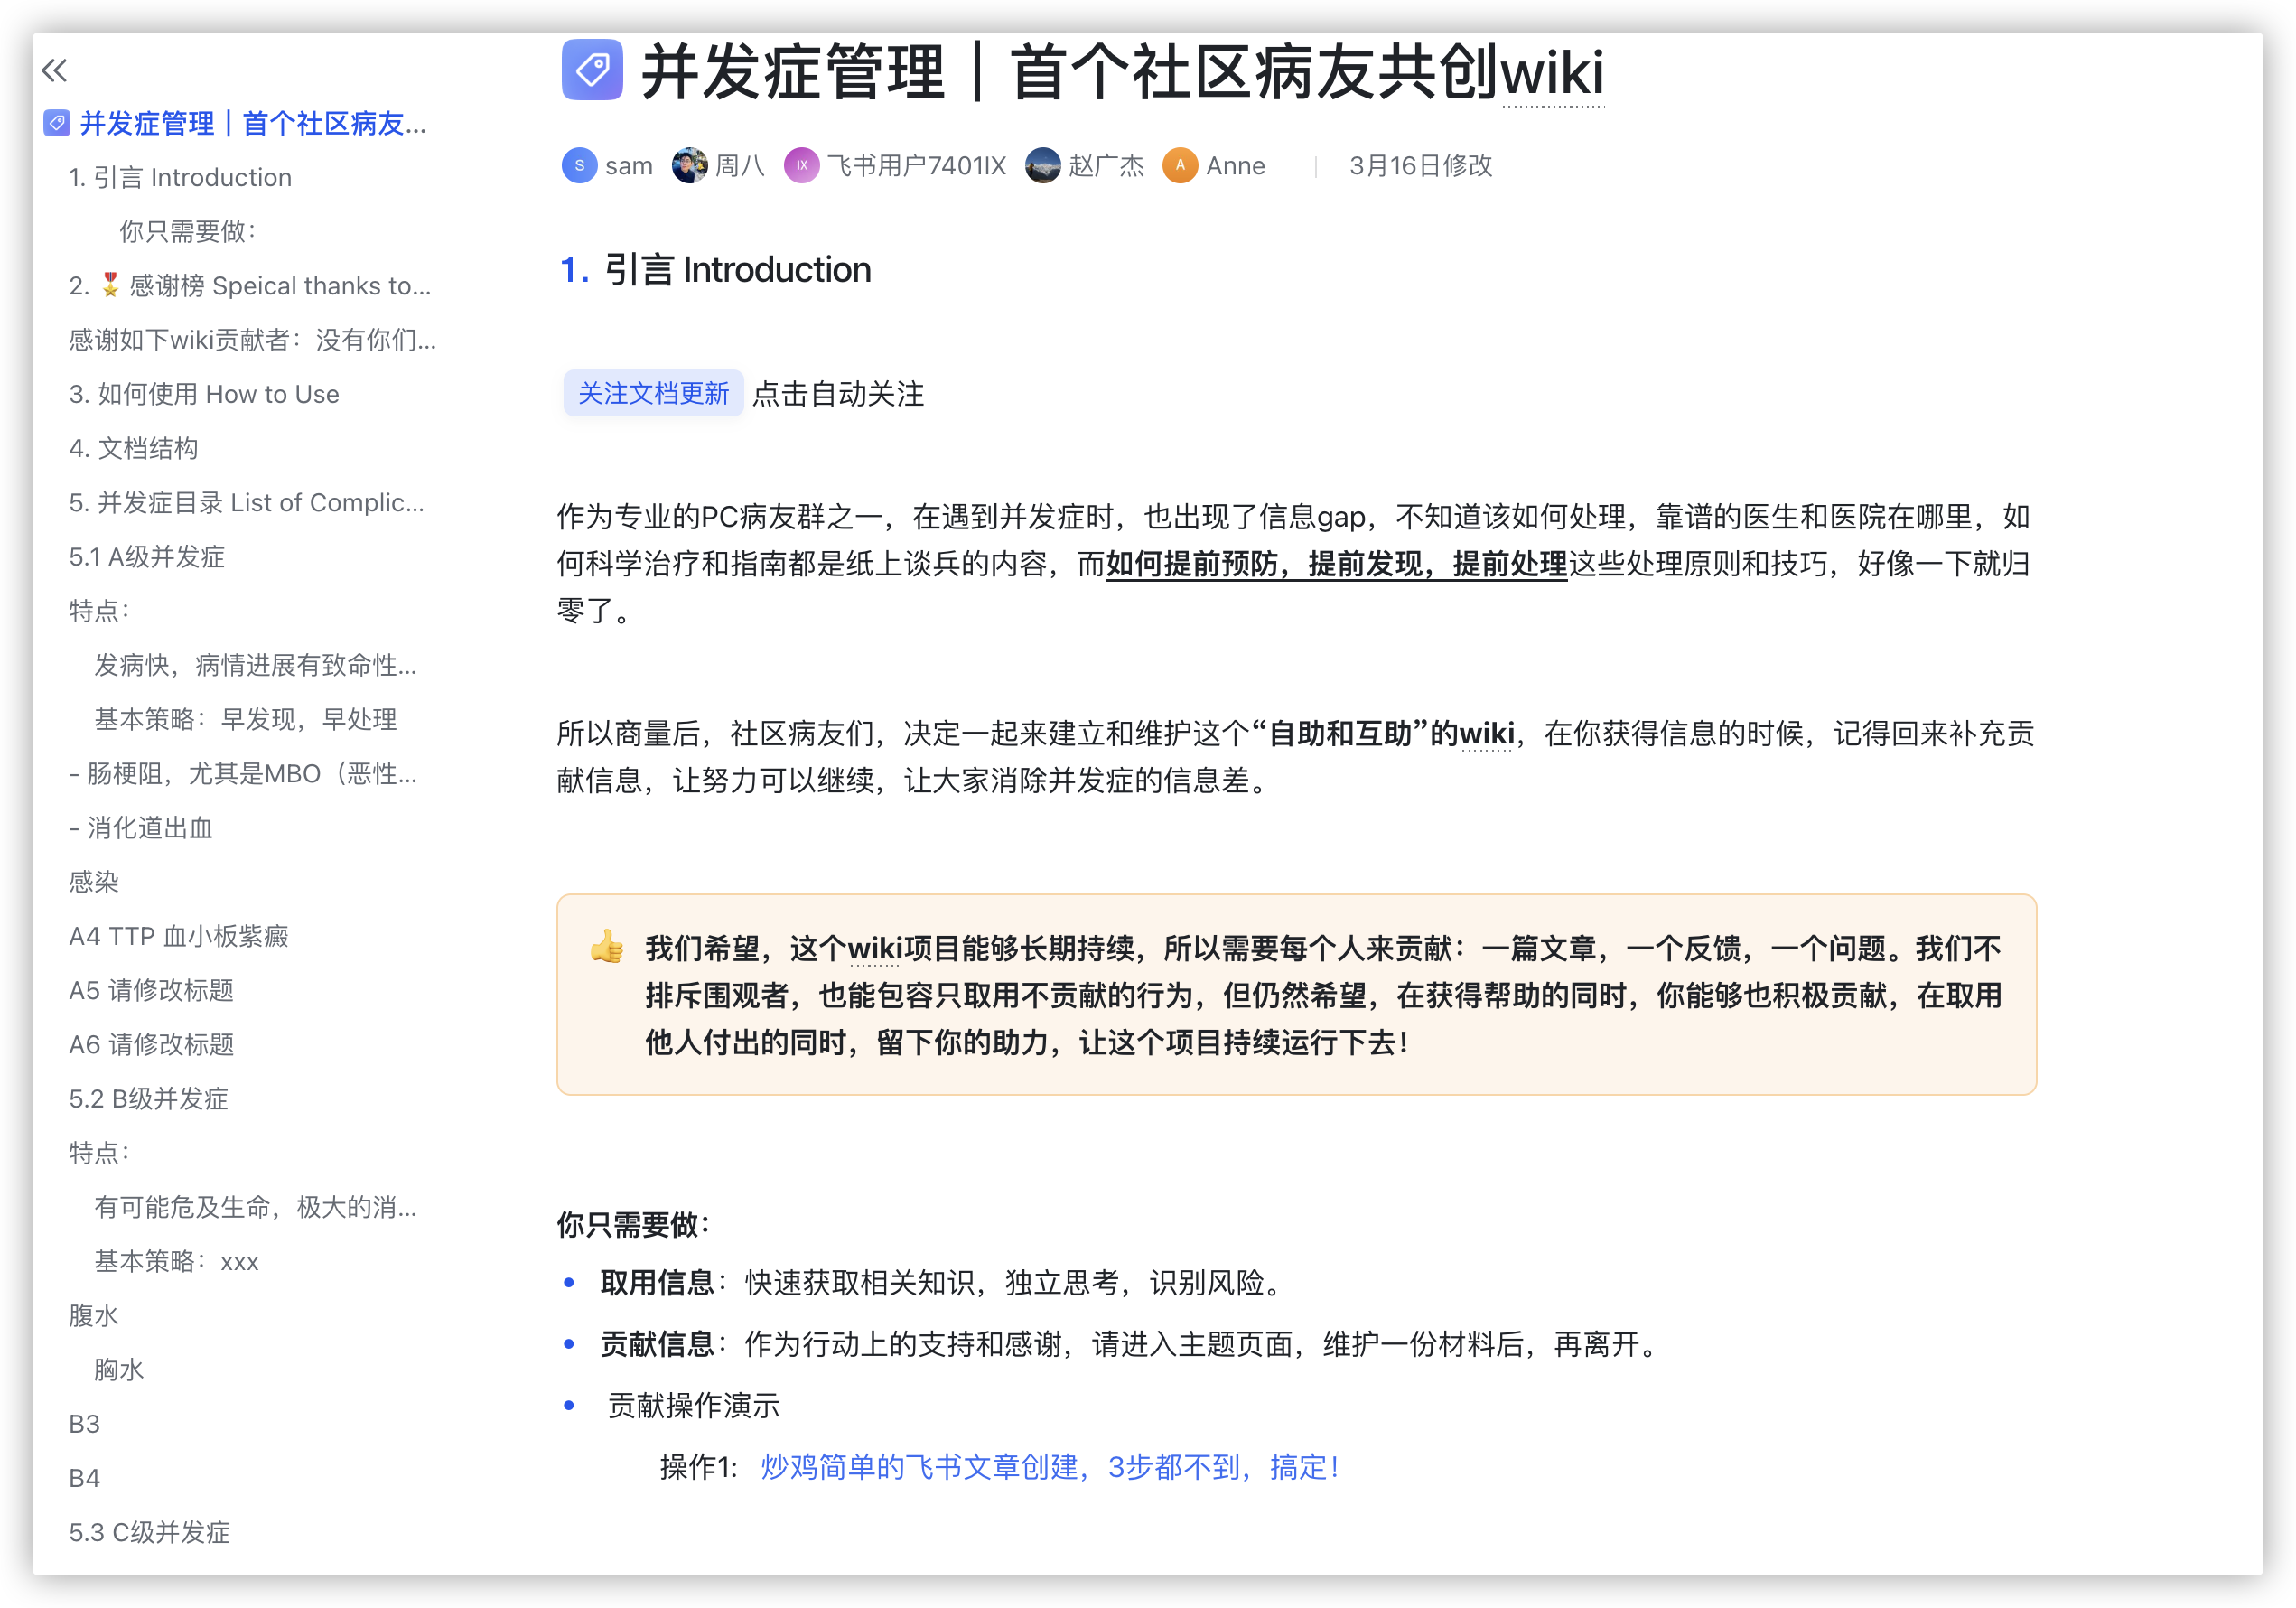 并发症管理｜首个社区病友...
1. 引言 Introduction
你只需要做：
2. 🎖️ 感谢榜 Speical thanks to...
感谢如下wiki贡献者：没有你们...
3. 如何使用 How to Use
4. 文档结构
5. 并发症目录 List of Complic...
5.1 A级并发症
特点：
发病快，病情进展有致命性...
基本策略：早发现，早处理
- 肠梗阻，尤其是MBO（恶性...
- 消化道出血
感染
A4 TTP 血小板紫癜
A5 请修改标题
A6 请修改标题
5.2 B级并发症
特点：
有可能危及生命，极大的消...
基本策略：xxx
腹水
胸水
B3
B4
5.3 C级并发症
并发症管理｜首个社区病友共创wiki
S sam 周八 IX 飞书用户7401IX 赵广杰 A Anne | 3月16日修改
1. 引言 Introduction
关注文档更新 点击自动关注
作为专业的PC病友群之一，在遇到并发症时，也出现了信息gap，不知道该如何处理，靠谱的医生和医院在哪里，如
何科学治疗和指南都是纸上谈兵的内容，而如何提前预防，提前发现，提前处理这些处理原则和技巧，好像一下就归
零了。
所以商量后，社区病友们，决定一起来建立和维护这个“自助和互助”的wiki，在你获得信息的时候，记得回来补充贡
献信息，让努力可以继续，让大家消除并发症的信息差。
👍 我们希望，这个wiki项目能够长期持续，所以需要每个人来贡献：一篇文章，一个反馈，一个问题。我们不
排斥围观者，也能包容只取用不贡献的行为，但仍然希望，在获得帮助的同时，你能够也积极贡献，在取用
他人付出的同时，留下你的助力，让这个项目持续运行下去！
你只需要做：
• 取用信息：快速获取相关知识，独立思考，识别风险。
• 贡献信息：作为行动上的支持和感谢，请进入主题页面，维护一份材料后，再离开。
• 贡献操作演示
操作1: 炒鸡简单的飞书文章创建，3步都不到，搞定！